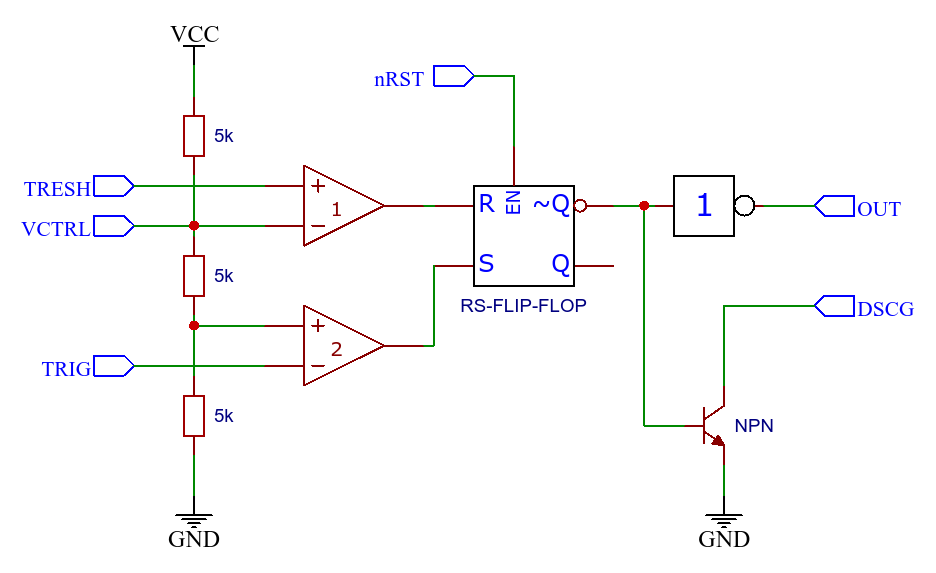 VCC
nRST
5k
TRESH
+
1
VCTRL
−
R
EN
~Q
1
OUT
5k
S
Q
RS-FLIP-FLOP
DSCG
+
2
TRIG
−
5k
NPN
GND
GND